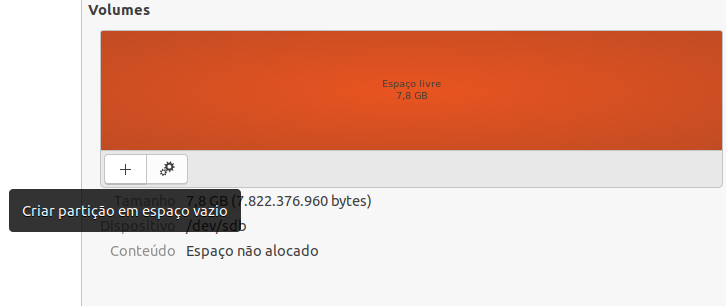 Volumes
Espaço livre
7,8 GB
Tamanho 7,8 GB (7.822.376.960 bytes)
Criar partição em espaço vazio
Dispositivo /dev/sdb
Conteúdo Espaço não alocado